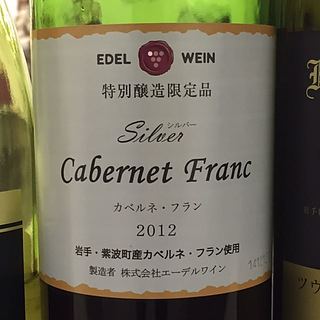 EDEL WEIN
特別醸造限定品
シルバー
Silver
Cabernet Franc
カベルネ・フラン
2012
岩手・紫波町産カベルネ・フラン使用
製造者 株式会社エーデルワイン
ツヴ